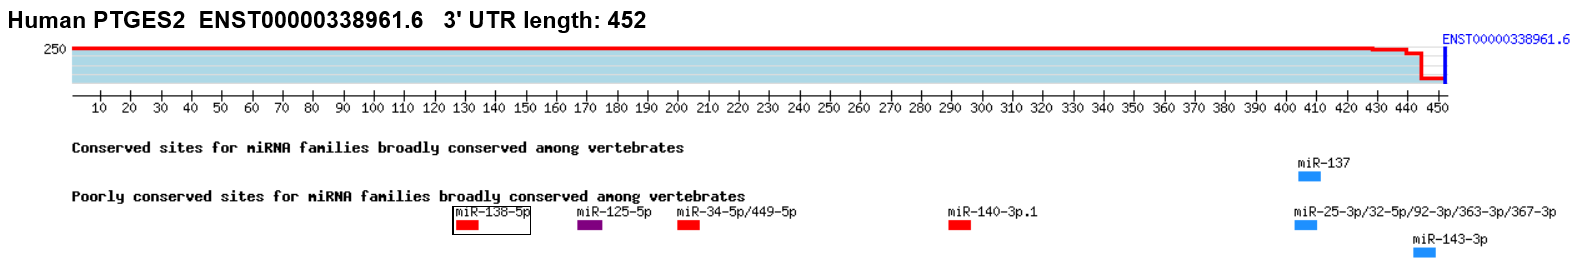 Human PTGES2 ENST00000338961.6 3' UTR length: 452
ENST00000338961.6
250
10 20 30 40 50 60 70 80 90 100 110 120 130 140 150 160 170 180 190 200 210 220 230 240 250 260 270 280 290 300 310 320 330 340 350 360 370 380 390 400 410 420 430 440 450
Conserved sites for miRNA families broadly conserved among vertebrates
miR-137
Poorly conserved sites for miRNA families broadly conserved among vertebrates
miR-138-5p miR-125-5p miR-34-5p/449-5p miR-140-3p.1 miR-25-3p/32-5p/92-3p/363-3p/367-3p
miR-143-3p